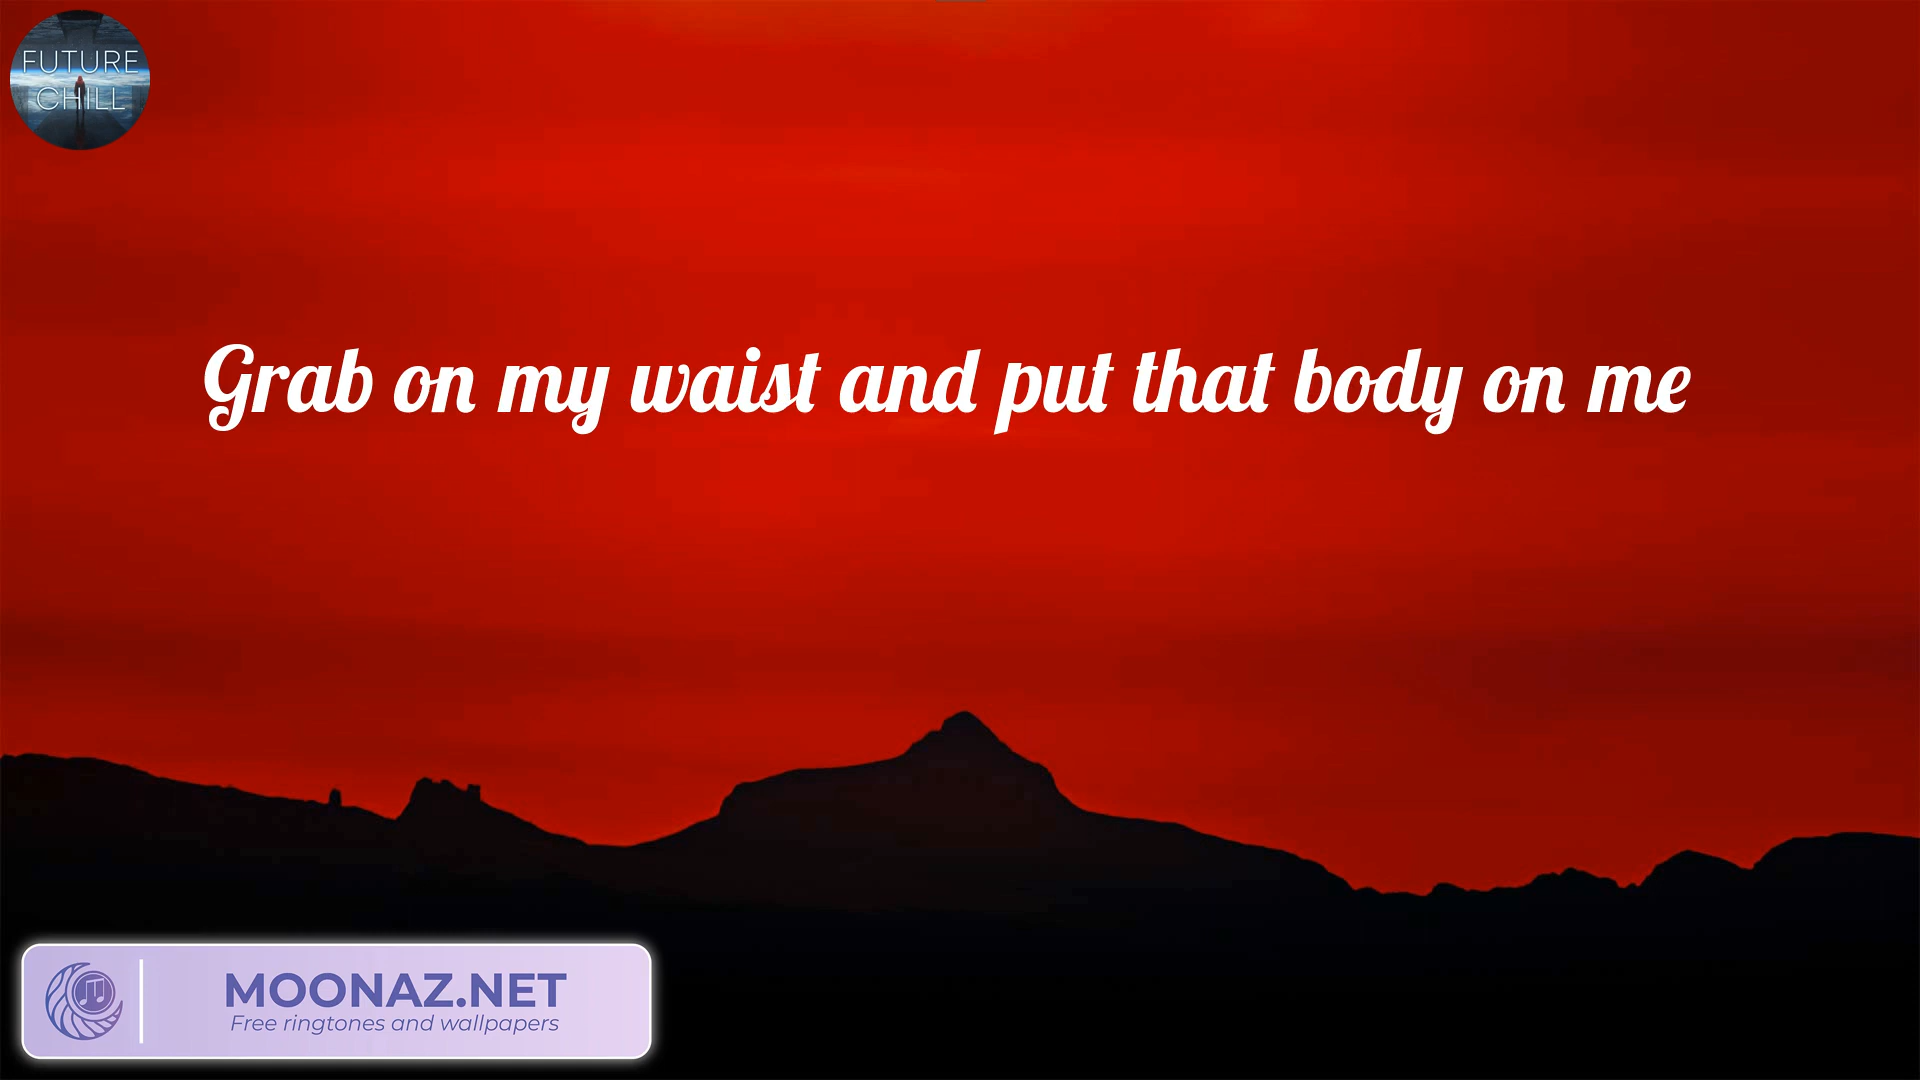 FUTURE
CHILL
Grab on my waist and put that body on me
MOONAZ.NET
Free ringtones and wallpapers